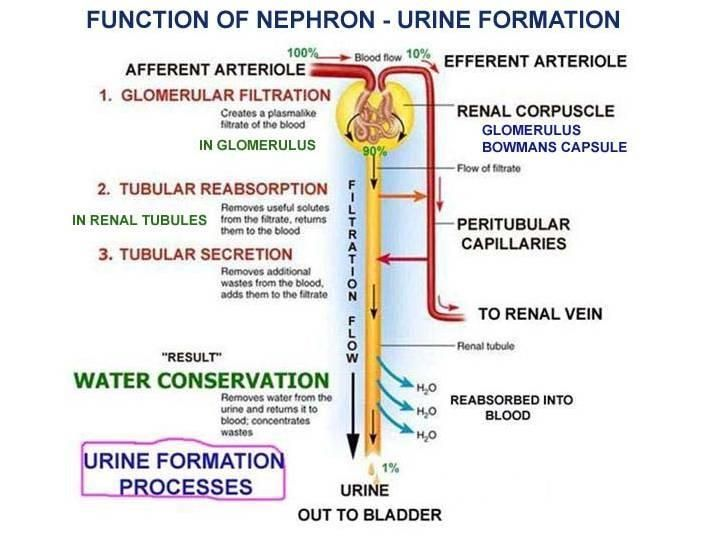 FUNCTION OF NEPHRON - URINE FORMATION
100%
Blood flow
10%
AFFERENT ARTERIOLE
EFFERENT ARTERIOLE
1. GLOMERULAR FILTRATION
Creates a plasmalike
filtrate of the blood
IN GLOMERULUS
RENAL CORPUSCLE
GLOMERULUS
BOWMANS CAPSULE
90%
Flow of filtrate
2. TUBULAR REABSORPTION
IN RENAL TUBULES
Removes useful solutes
from the filtrate, returns
them to the blood
PERITUBULAR
CAPILLARIES
3. TUBULAR SECRETION
Removes additional
wastes from the blood,
adds them to the filtrate
FILTRATION FLOW
TO RENAL VEIN
Renal tubule
"RESULT"
WATER CONSERVATION
Removes water from the
urine and returns it to
blood; concentrates
wastes
H₂O
H₂O
H₂O
REABSORBED INTO
BLOOD
URINE FORMATION
PROCESSES
1%
URINE
OUT TO BLADDER